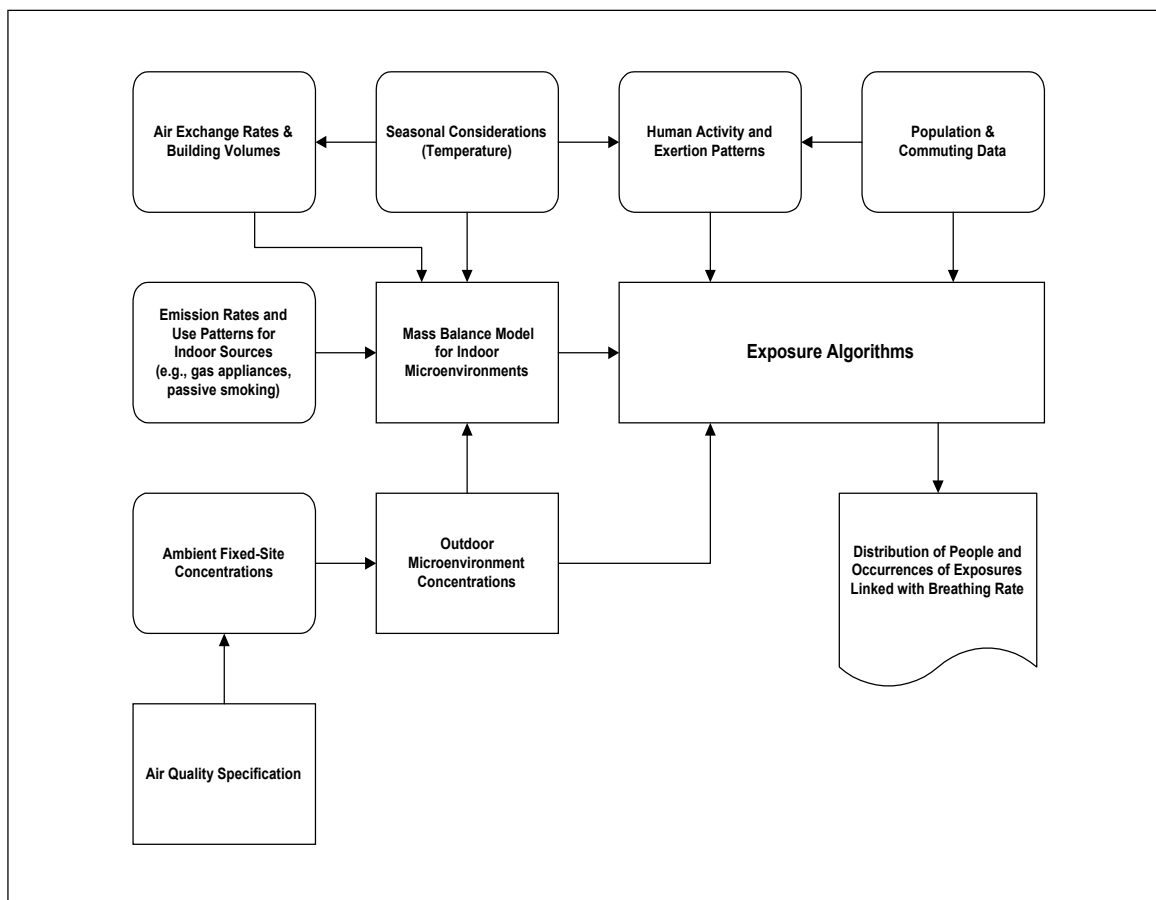 Air Exchange Rates &
Building Volumes
Seasonal Considerations
(Temperature)
Human Activity and
Exertion Patterns
Population &
Commuting Data
Emission Rates and
Use Patterns for
Indoor Sources
(e.g., gas appliances,
passive smoking)
Mass Balance Model
for Indoor
Microenvironments
Exposure Algorithms
Ambient Fixed-Site
Concentrations
Outdoor
Microenvironment
Concentrations
Distribution of People and
Occurrences of Exposures
Linked with Breathing Rate
Air Quality Specification